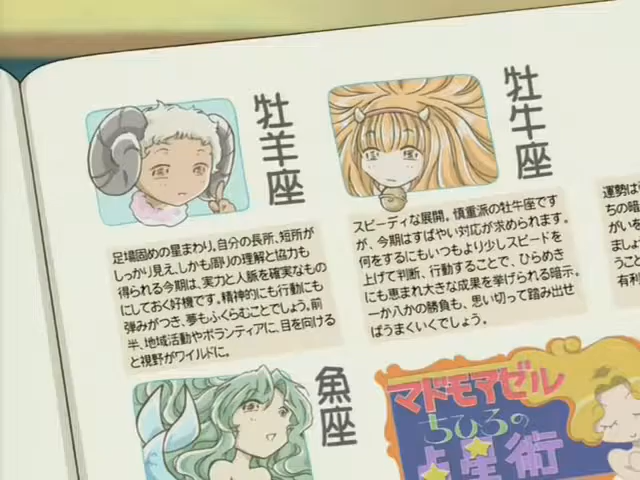 牡羊座
足場固めの星まわり。自分の長所、短所が
しっかり見え、しかも周りの理解と協力も
得られる今期は、実力と人脈を確実なもの
にしておく好機です。精神的にも行動にも
弾みがつき、夢もふくらむことでしょう。前
半、地域活動やボランティアに、目を向ける
と視野がワイルドに。
牡牛座
スピーディな展開。慎重派の牡牛座です
が、今期はすばやい対応が求められます。
何をするにもいつもより少しスピードを
上げて判断、行動することで、ひらめき
にも恵まれ大きな成果を挙げられる暗示。
一か八かの勝負も、思い切って踏み出せ
ばうまくいくでしょう。
運勢は
ちの暗
がいを
ましょ
うこと
有利
魚座
マドモアゼル
ちひろの
占星術